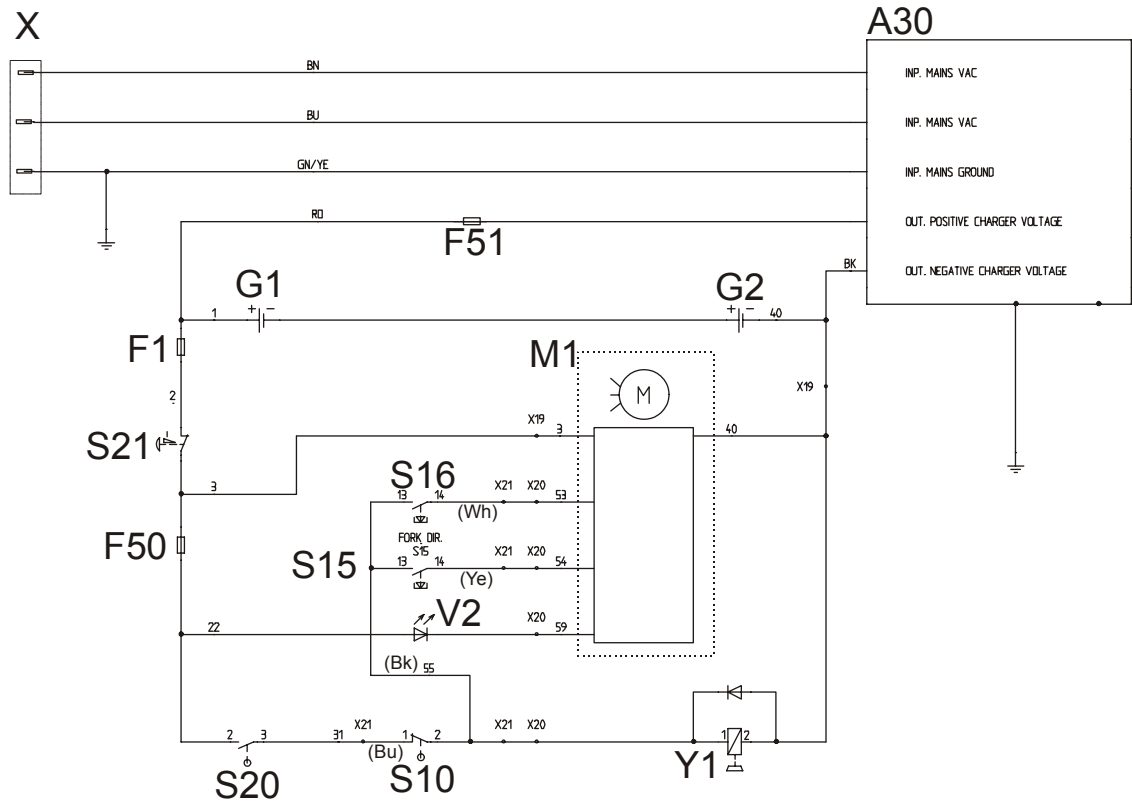 X
A30
BN
INP. MAINS VAC
BU
INP. MAINS VAC
GN/YE
INP. MAINS GROUND
RD
F51
OUT. POSITIVE CHARGER VOLTAGE
BK
OUT. NEGATIVE CHARGER VOLTAGE
G1
G2
1
+ −
+ −
40
F1
M1
M
X19
2
X19
3
40
S21
3
S16
13
14
X21
X20
53
(Wh)
F50
FORK DIR.
S15
S15
13
14
X21
X20
54
(Ye)
V2
22
X20
59
(Bk)
55
2
3
31
X21
1
2
X21
X20
1
2
(Bu)
Y1
S20
S10